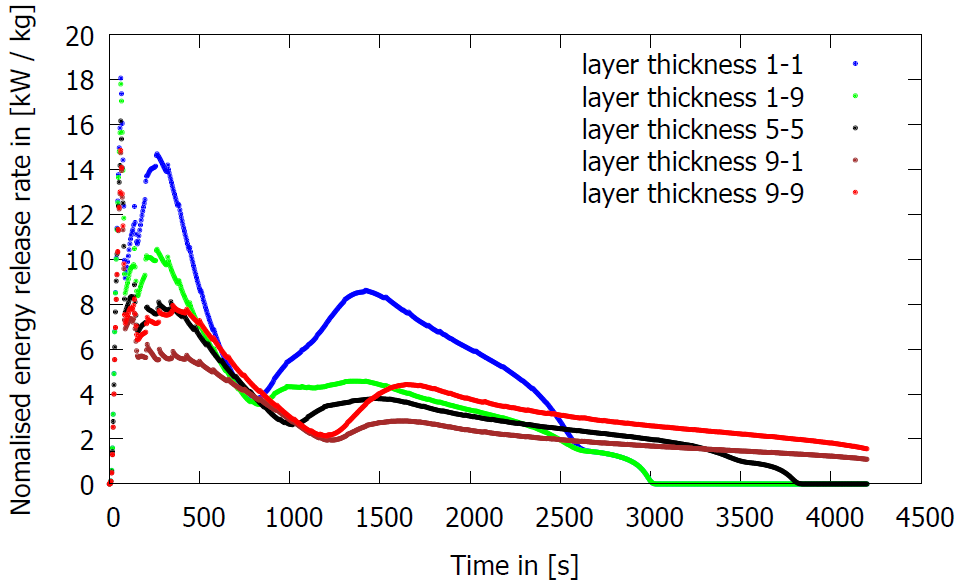 Nomalised energy release rate in [kW / kg]
20
18
16
14
12
10
8
6
4
2
0
layer thickness 1-1
layer thickness 1-9
layer thickness 5-5
layer thickness 9-1
layer thickness 9-9
0 500 1000 1500 2000 2500 3000 3500 4000 4500
Time in [s]